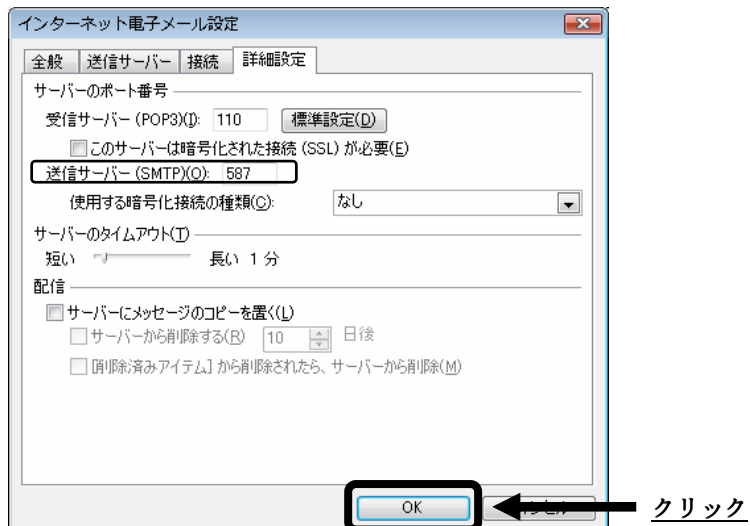 インターネット電子メール設定
全般 送信サーバー 接続 詳細設定
サーバーのポート番号
受信サーバー (POP3)(I): 110 標準設定(D)
このサーバーは暗号化された接続 (SSL) が必要(E)
送信サーバー (SMTP)(O): 587
使用する暗号化接続の種類(C): なし
サーバーのタイムアウト(T)
短い 長い 1 分
配信
サーバーにメッセージのコピーを置く(L)
サーバーから削除する(R) 10 日後
[削除済みアイテム] から削除されたら、サーバーから削除(M)
OK クリック